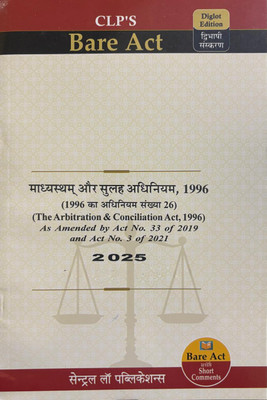 CLP'S
Bare Act
Diglot
Edition
द्विभाषी
संस्करण
माध्यस्थम् और सुलह अधिनियम, 1996
(1996 का अधिनियम संख्या 26)
(The Arbitration & Conciliation Act, 1996)
As Amended by Act No. 33 of 2019
and Act No. 3 of 2021
2025
Bare Act
with
Short
Comments
सेन्ट्रल लॉ पब्लिकेशन्स